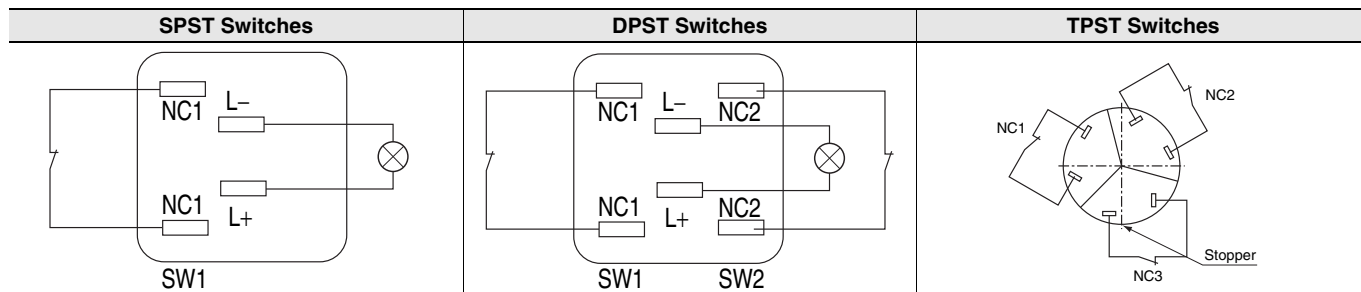 SPST Switches
DPST Switches
TPST Switches
NC1
L−
NC1
L+
SW1
NC1
L−
NC2
NC1
L+
NC2
SW1
SW2
NC2
NC1
Stopper
NC3